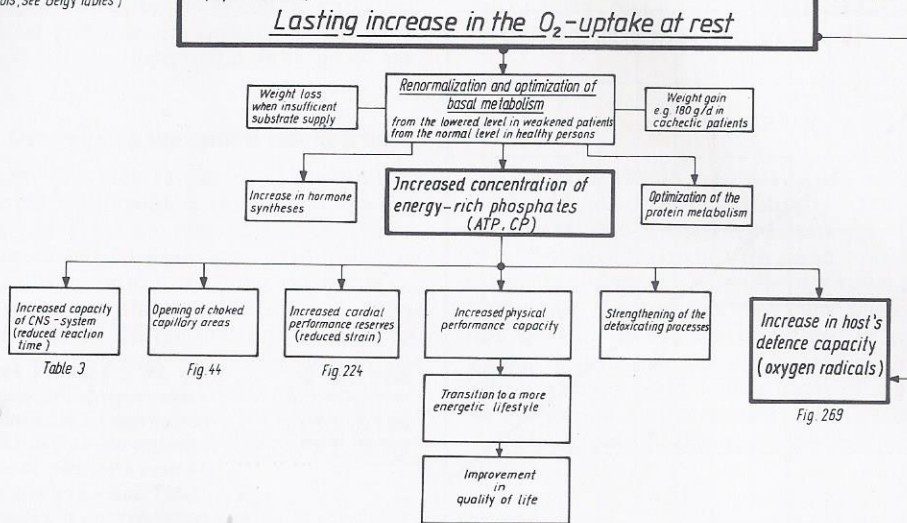 Lasting increase in the O₂-uptake at rest
Weight loss
when insufficient
substrate supply
Renormalization and optimization of
basal metabolism
from the lowered level in weakened patients
from the normal level in healthy persons
Weight gain
e.g. 180 g/d in
cachectic patients
Increase in hormone
syntheses
Increased concentration of
energy-rich phosphates
(ATP, CP)
Optimization of the
protein metabolism
Increased capacity
of CNS-system
(reduced reaction
time)
Table 3
Opening of choked
capillary areas
Fig.44
Increased cardial
performance reserves
(reduced strain)
Fig.224
Increased physical
performance capacity
Strengthening of the
detoxicating processes
Increase in host's
defence capacity
(oxygen radicals)
Fig. 269
Transition to a more
energetic lifestyle
Improvement
in
quality of life